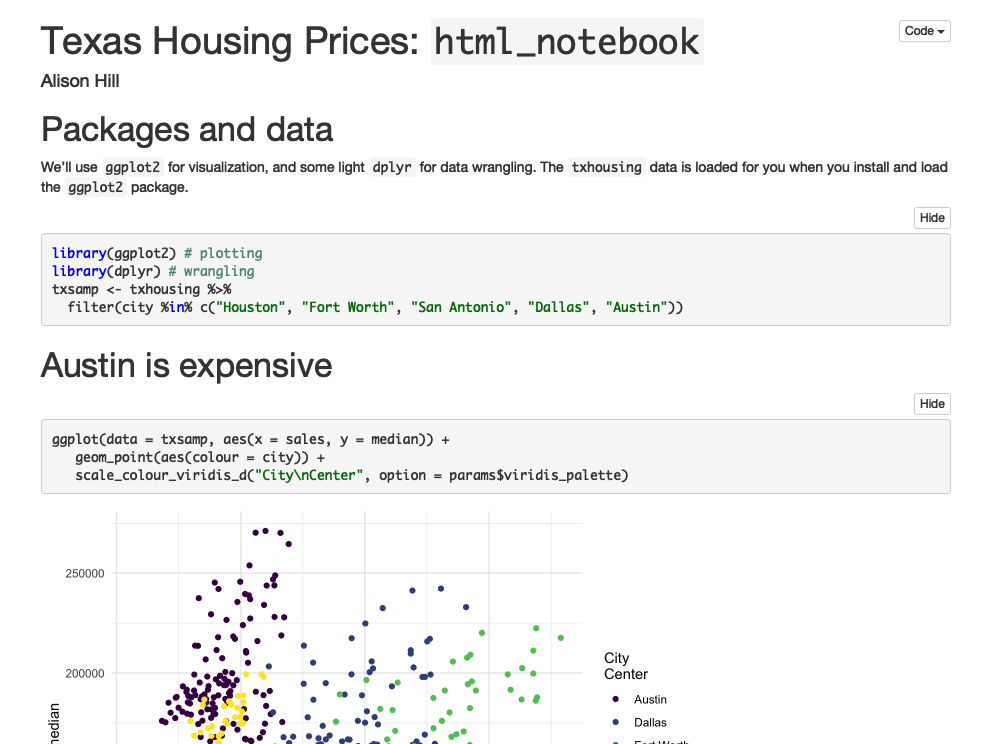 Texas Housing Prices: html_notebook
Code
Alison Hill
Packages and data
We'll use ggplot2 for visualization, and some light dplyr for data wrangling. The txhousing data is loaded for you when you install and load
the ggplot2 package.
Hide
library(ggplot2) # plotting
library(dplyr) # wrangling
txsamp <- txhousing %>%
  filter(city %in% c("Houston", "Fort Worth", "San Antonio", "Dallas", "Austin"))
Austin is expensive
Hide
ggplot(data = txsamp, aes(x = sales, y = median)) +
   geom_point(aes(colour = city)) +
   scale_colour_viridis_d("City\nCenter", option = params$viridis_palette)
250000
200000
median
City
Center
Austin
Dallas
Fort Worth